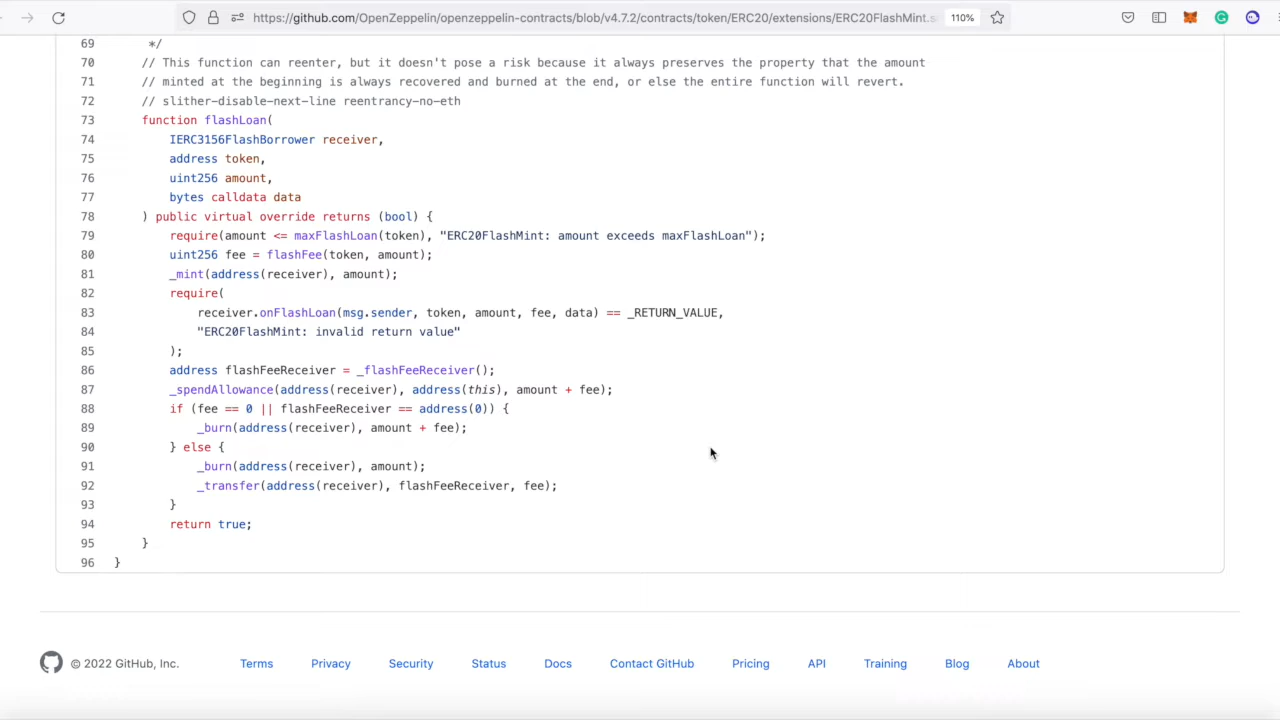 https://github.com/OpenZeppelin/openzeppelin-contracts/blob/v4.7.2/contracts/token/ERC20/extensions/ERC20FlashMint.s 110%
69 */
70 // This function can reenter, but it doesn't pose a risk because it always preserves the property that the amount
71 // minted at the beginning is always recovered and burned at the end, or else the entire function will revert.
72 // slither-disable-next-line reentrancy-no-eth
73 function flashLoan(
74 IERC3156FlashBorrower receiver,
75 address token,
76 uint256 amount,
77 bytes calldata data
78 ) public virtual override returns (bool) {
79 require(amount <= maxFlashLoan(token), "ERC20FlashMint: amount exceeds maxFlashLoan");
80 uint256 fee = flashFee(token, amount);
81 _mint(address(receiver), amount);
82 require(
83 receiver.onFlashLoan(msg.sender, token, amount, fee, data) == _RETURN_VALUE,
84 "ERC20FlashMint: invalid return value"
85 );
86 address flashFeeReceiver = _flashFeeReceiver();
87 _spendAllowance(address(receiver), address(this), amount + fee);
88 if (fee == 0 || flashFeeReceiver == address(0)) {
89 _burn(address(receiver), amount + fee);
90 } else {
91 _burn(address(receiver), amount);
92 _transfer(address(receiver), flashFeeReceiver, fee);
93 }
94 return true;
95 }
96 }
© 2022 GitHub, Inc. Terms Privacy Security Status Docs Contact GitHub Pricing API Training Blog About